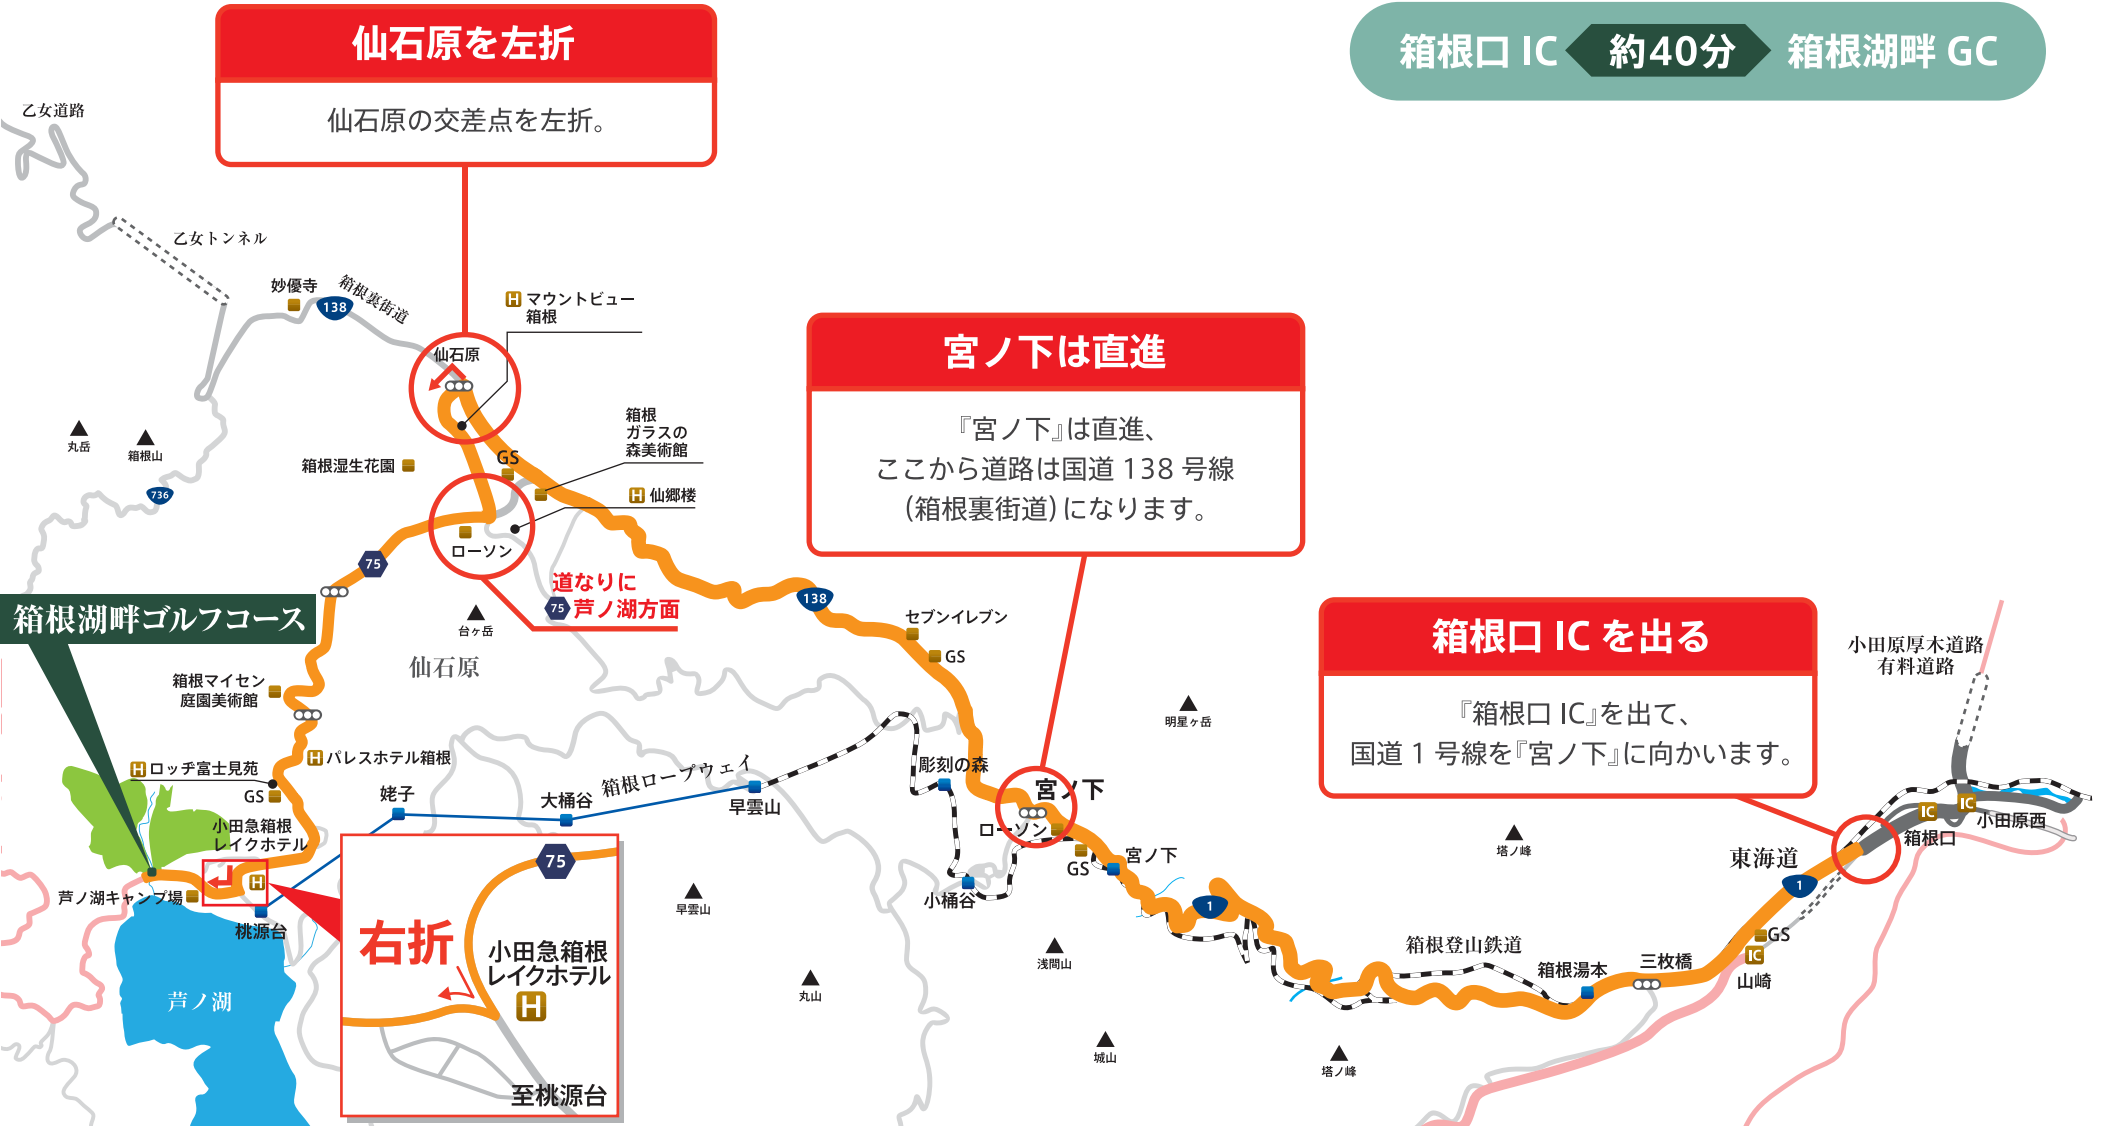 仙石原を左折
仙石原の交差点を左折。
箱根口 IC 約40分 箱根湖畔 GC
乙女道路
乙女トンネル
妙優寺
138
箱根裏街道
H マウントビュー
箱根
仙石原
宮ノ下は直進
『宮ノ下』は直進、
ここから道路は国道 138 号線
(箱根裏街道)になります。
箱根
ガラスの
森美術館
丸岳
箱根山
736
箱根湿生花園
GS
H 仙郷楼
ローソン
75
道なりに
75 芦ノ湖方面
台ヶ岳
仙石原
138
セブンイレブン
GS
箱根口 IC を出る
『箱根口 IC』を出て、
国道 1 号線を『宮ノ下』に向かいます。
小田原厚木道路
有料道路
箱根湖畔ゴルフコース
箱根マイセン
庭園美術館
H パレスホテル箱根
H ロッヂ富士見苑
GS
小田急箱根
レイクホテル
H
芦ノ湖キャンプ場
桃源台
芦ノ湖
姥子
大桶谷
箱根ロープウェイ
早雲山
彫刻の森
宮ノ下
ローソン
GS
宮ノ下
小桶谷
明星ヶ岳
塔ノ峰
早雲山
浅間山
丸山
城山
塔ノ峰
1
箱根登山鉄道
箱根湯本
三枚橋
GS
IC
山崎
1
東海道
IC
箱根口
IC
小田原西
75
右折
小田急箱根
レイクホテル
H
至桃源台